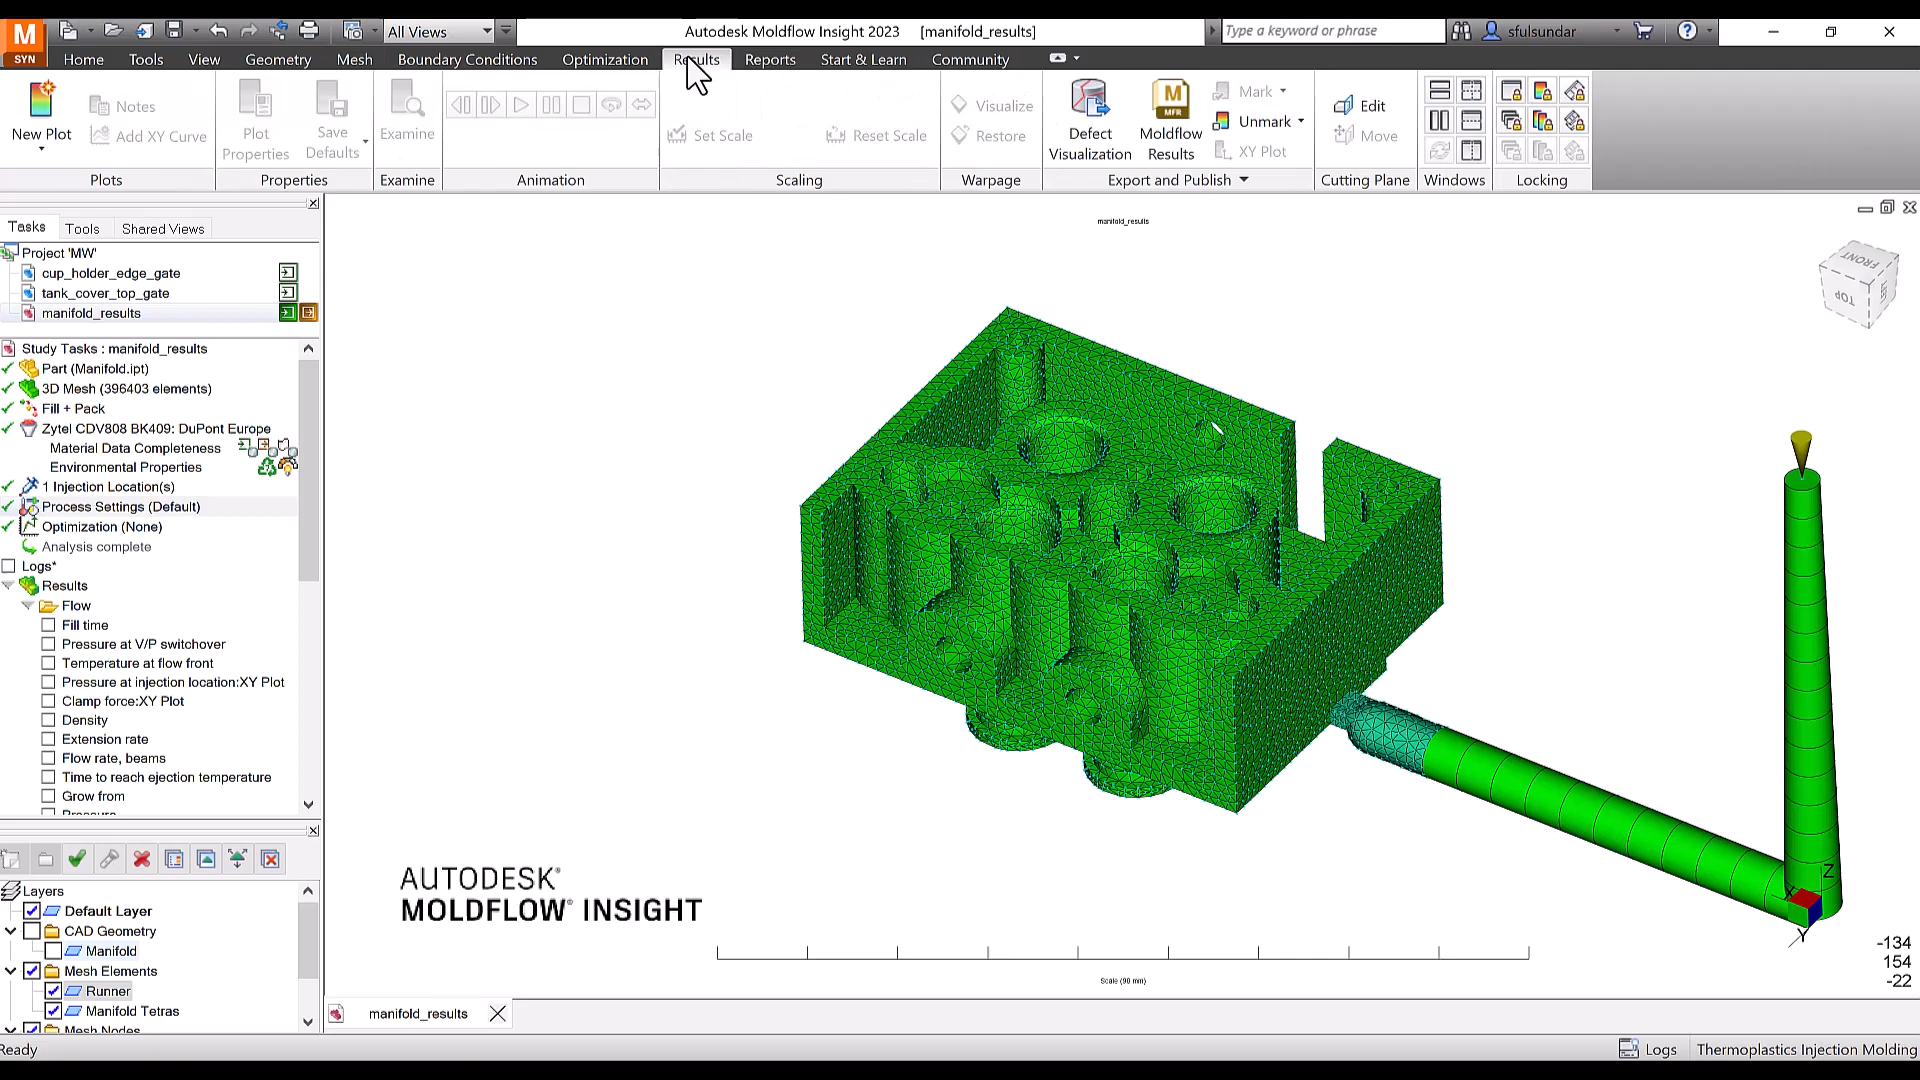 M
SYN
All Views
Autodesk Moldflow Insight 2023 [manifold_results]
Type a keyword or phrase
sfulsundar
Home Tools View Geometry Mesh Boundary Conditions Optimization Results Reports Start & Learn Community
New Plot
Notes
Add XY Curve
Plots
Plot Properties
Save Defaults
Properties
Examine
Examine
Animation
Set Scale
Reset Scale
Scaling
Visualize
Restore
Warpage
Defect Visualization
M
MFR
Moldflow Results
Mark
Unmark
XY Plot
Export and Publish
Edit
Move
Cutting Plane
Windows
Locking
Tasks Tools Shared Views
Project 'MW'
cup_holder_edge_gate
tank_cover_top_gate
manifold_results
Study Tasks : manifold_results
Part (Manifold.ipt)
3D Mesh (396403 elements)
Fill + Pack
Zytel CDV808 BK409: DuPont Europe
Material Data Completeness
Environmental Properties
1 Injection Location(s)
Process Settings (Default)
Optimization (None)
Analysis complete
Logs*
Results
Flow
Fill time
Pressure at V/P switchover
Temperature at flow front
Pressure at injection location:XY Plot
Clamp force:XY Plot
Density
Extension rate
Flow rate, beams
Time to reach ejection temperature
Grow from
Layers
Default Layer
CAD Geometry
Manifold
Mesh Elements
Runner
Manifold Tetras
Mesh Nodes
manifold_results
FRONT
TOP
Z
X
Y
AUTODESK®
MOLDFLOW® INSIGHT
Scale (90 mm)
-134
154
-22
manifold_results
Ready
Logs
Thermoplastics Injection Molding